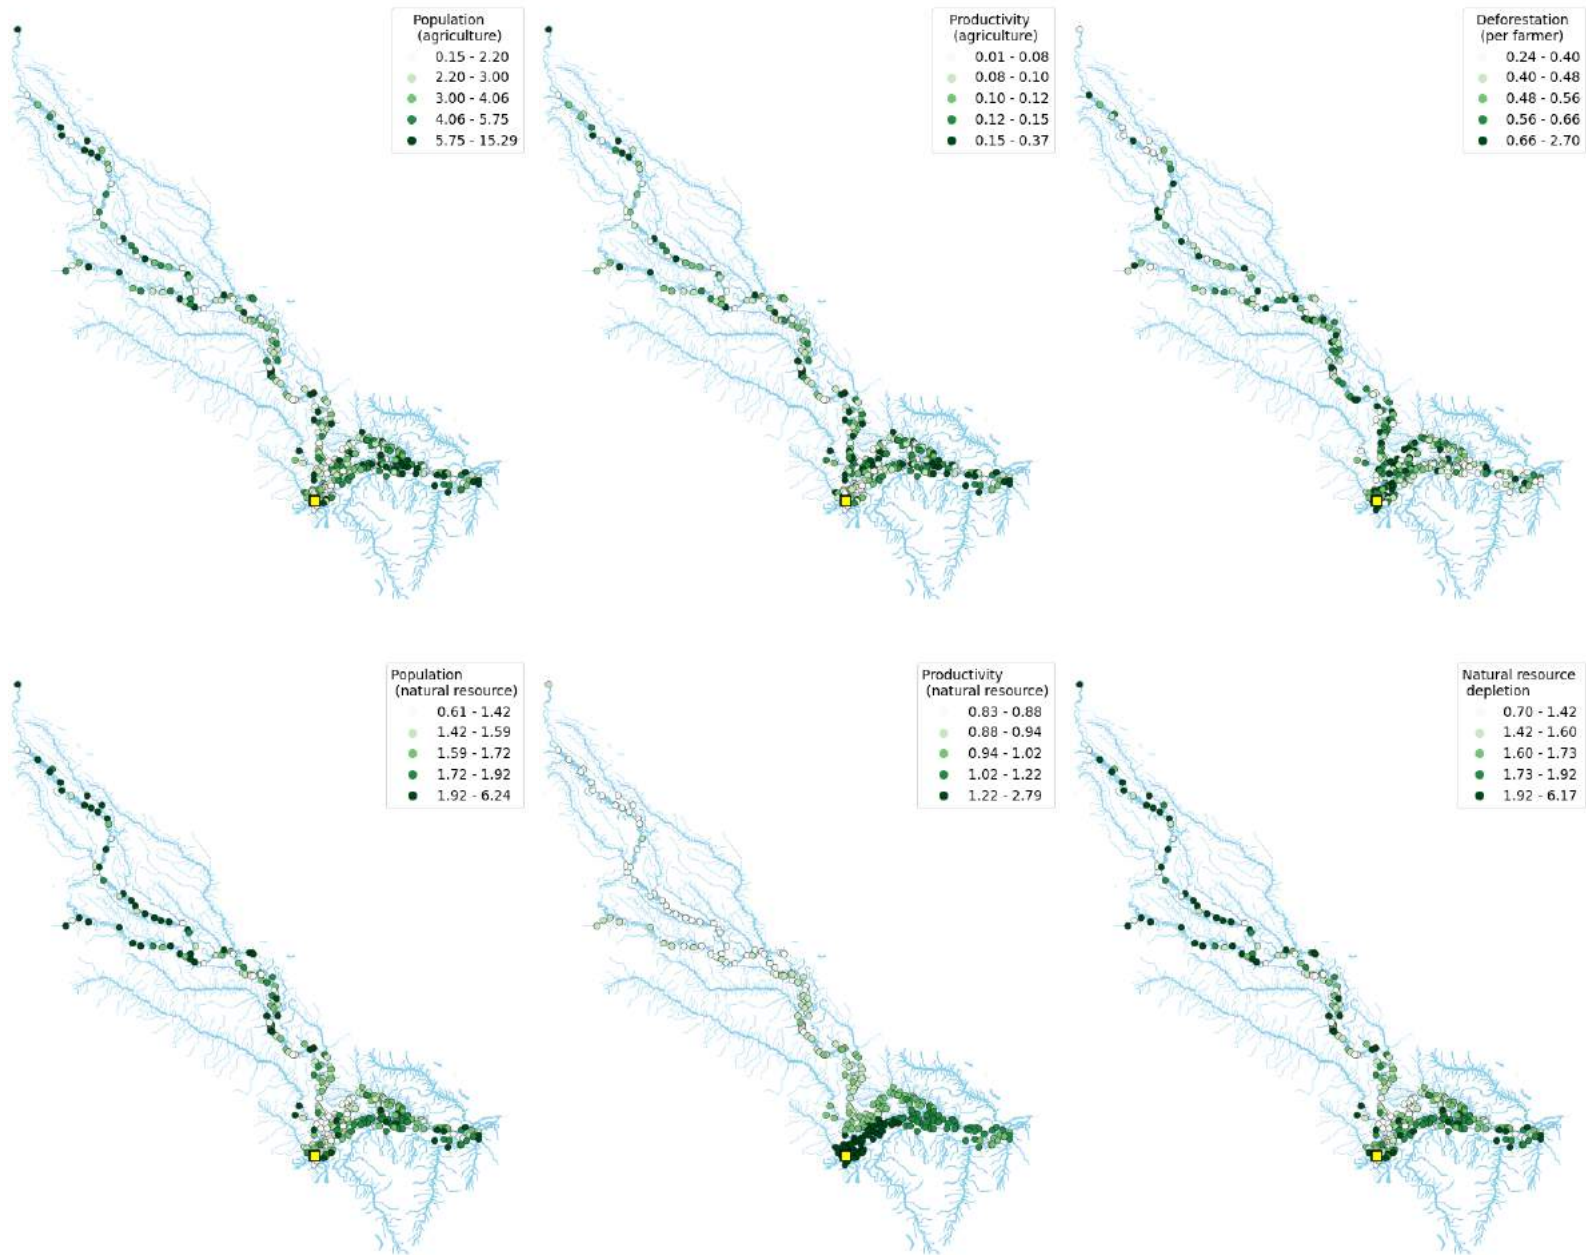 Population
(agriculture)
0.15 - 2.20
2.20 - 3.00
3.00 - 4.06
4.06 - 5.75
5.75 - 15.29
Productivity
(agriculture)
0.01 - 0.08
0.08 - 0.10
0.10 - 0.12
0.12 - 0.15
0.15 - 0.37
Deforestation
(per farmer)
0.24 - 0.40
0.40 - 0.48
0.48 - 0.56
0.56 - 0.66
0.66 - 2.70
Population
(natural resource)
0.61 - 1.42
1.42 - 1.59
1.59 - 1.72
1.72 - 1.92
1.92 - 6.24
Productivity
(natural resource)
0.83 - 0.88
0.88 - 0.94
0.94 - 1.02
1.02 - 1.22
1.22 - 2.79
Natural resource
depletion
0.70 - 1.42
1.42 - 1.60
1.60 - 1.73
1.73 - 1.92
1.92 - 6.17